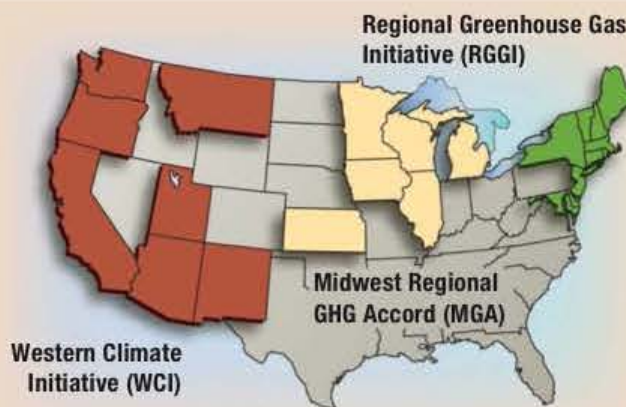 Regional Greenhouse Gas
Initiative (RGGI)
Midwest Regional
GHG Accord (MGA)
Western Climate
Initiative (WCI)